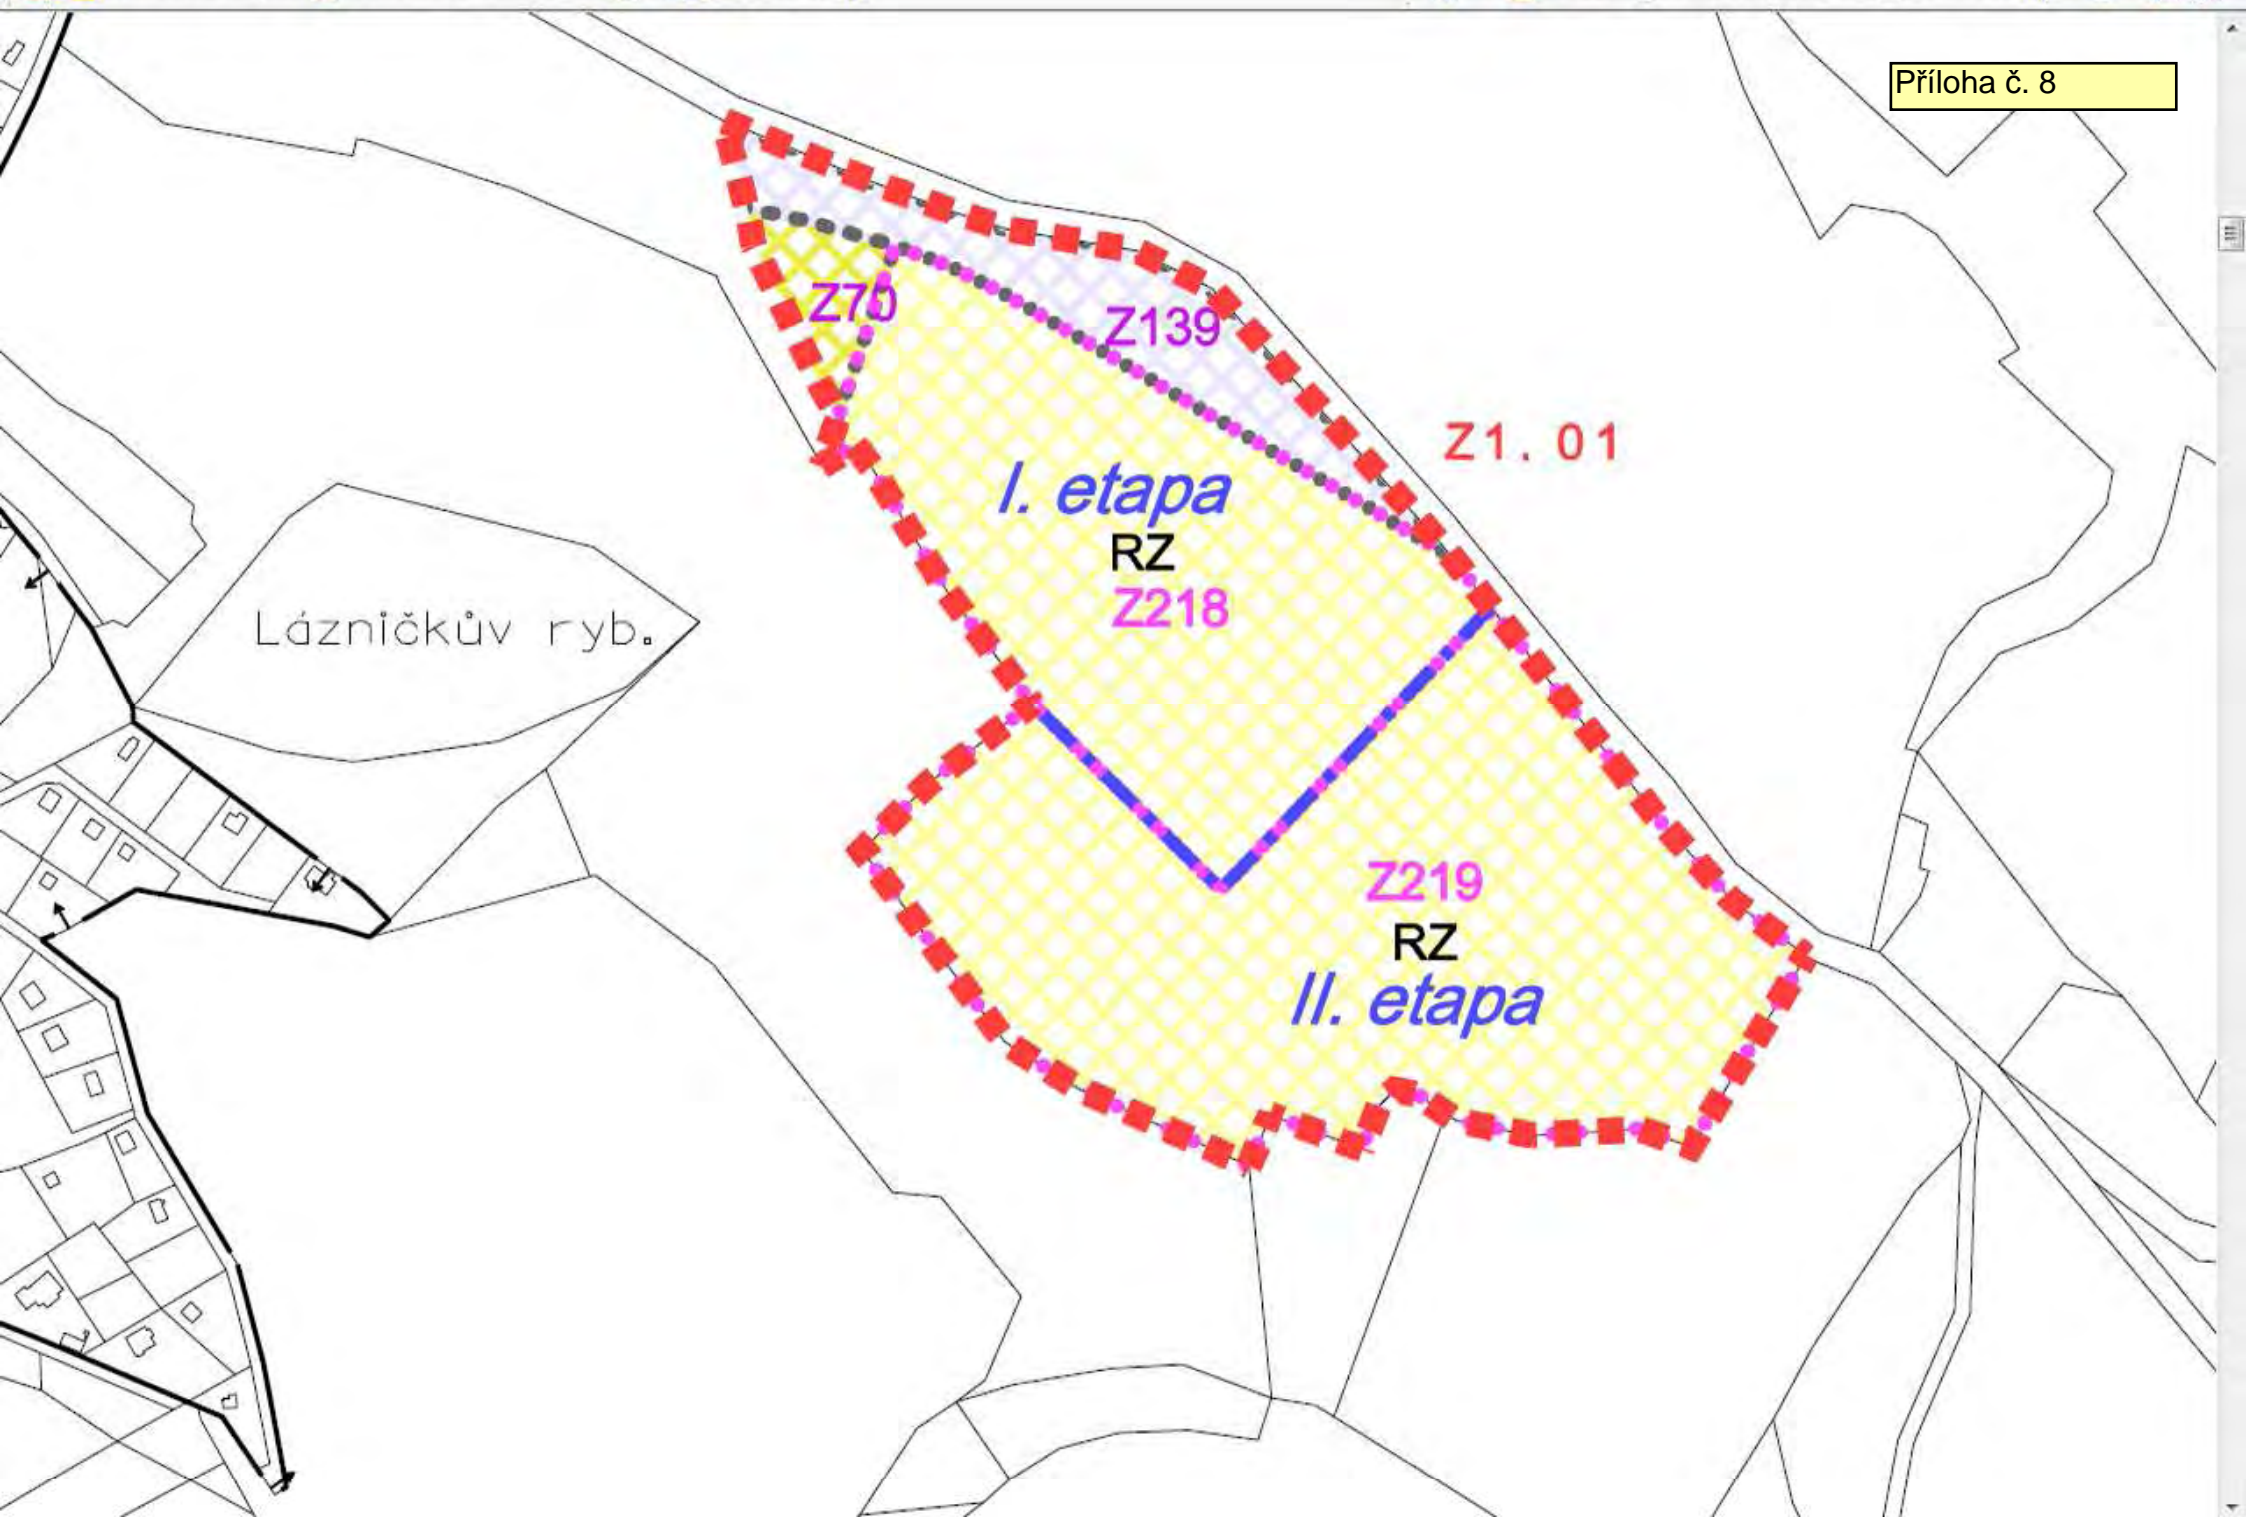 Příloha č. 8
Z70
Z139
Z1.01
I. etapa
RZ
Z218
Lázničkův ryb.
Z219
RZ
II. etapa